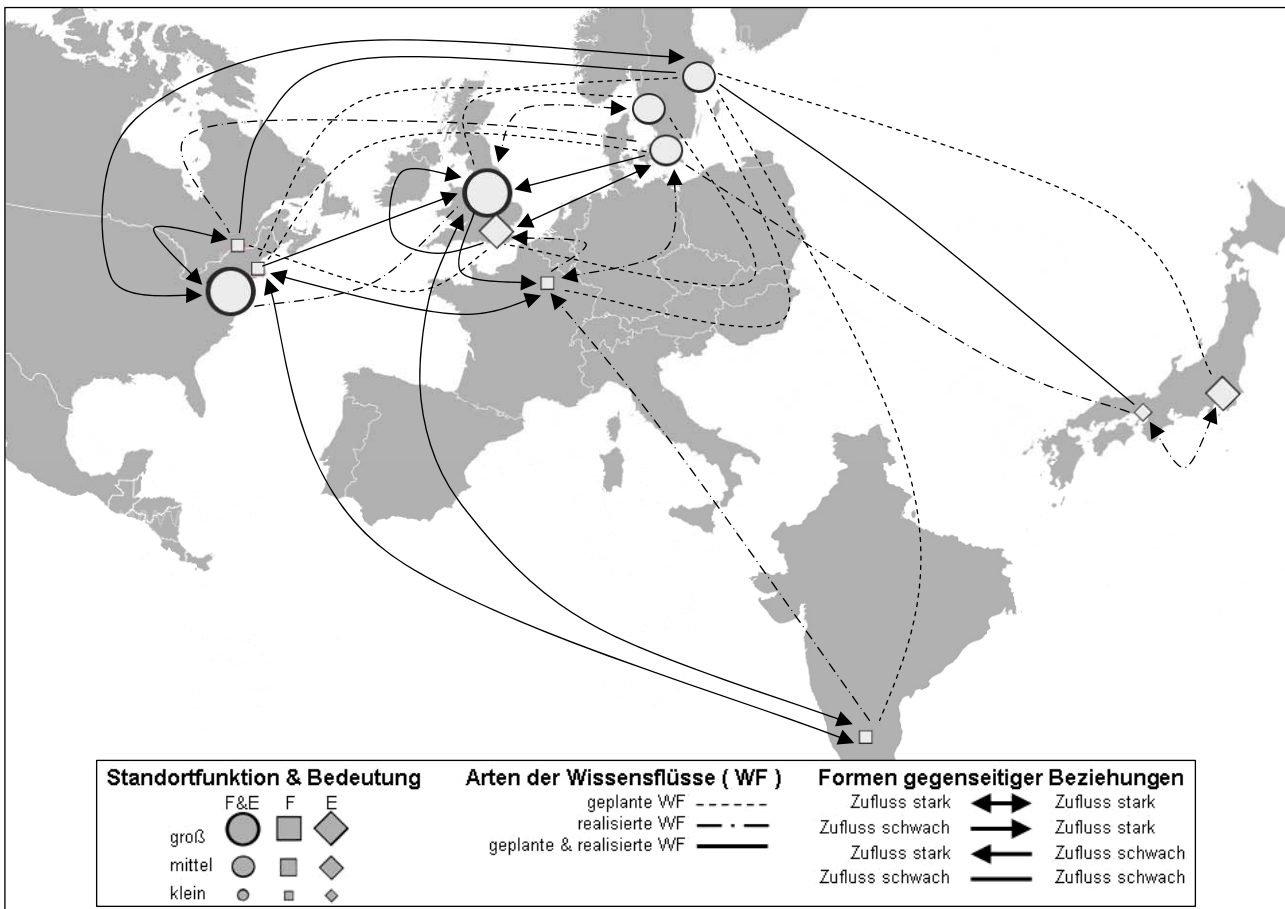 Standortfunktion & Bedeutung
F&E F E
groß
mittel
klein
Arten der Wissensflüsse ( WF )
geplante WF
realisierte WF
geplante & realisierte WF
Formen gegenseitiger Beziehungen
Zufluss stark Zufluss stark
Zufluss schwach Zufluss stark
Zufluss stark Zufluss schwach
Zufluss schwach Zufluss schwach